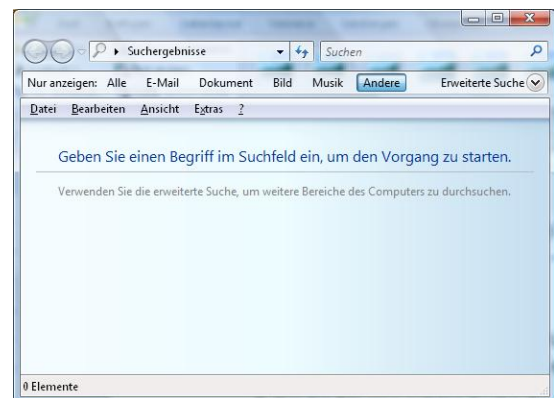 Suchergebnisse Suchen
Nur anzeigen: Alle E-Mail Dokument Bild Musik Andere Erweiterte Suche
Datei Bearbeiten Ansicht Extras ?
Geben Sie einen Begriff im Suchfeld ein, um den Vorgang zu starten.
Verwenden Sie die erweiterte Suche, um weitere Bereiche des Computers zu durchsuchen.
0 Elemente